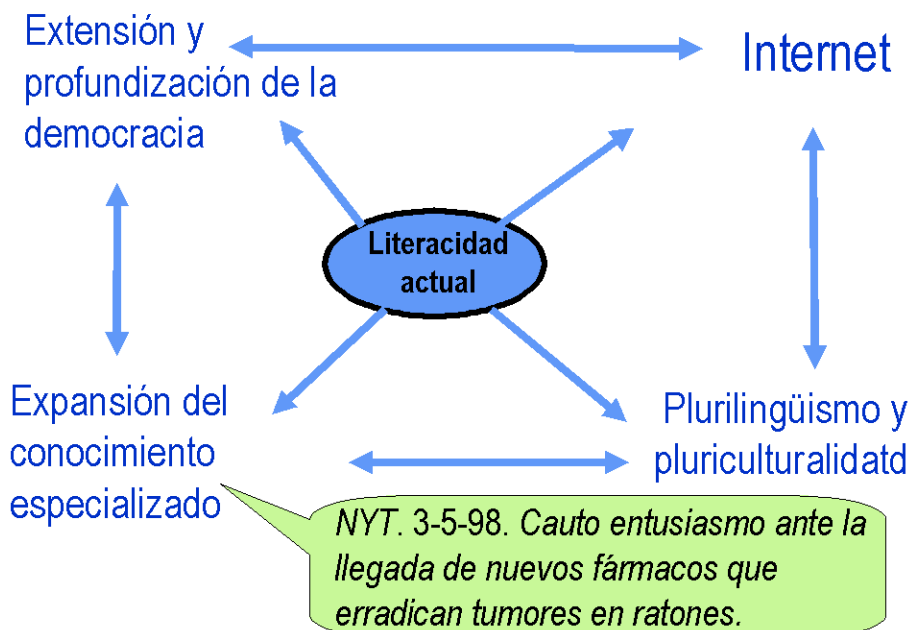 Extensión y
profundización de la
democracia
Internet
Literacidad
actual
Expansión del
conocimiento
especializado
Plurilingüismo y
pluriculturalidatd
NYT. 3-5-98. Cauto entusiasmo ante la
llegada de nuevos fármacos que
erradican tumores en ratones.